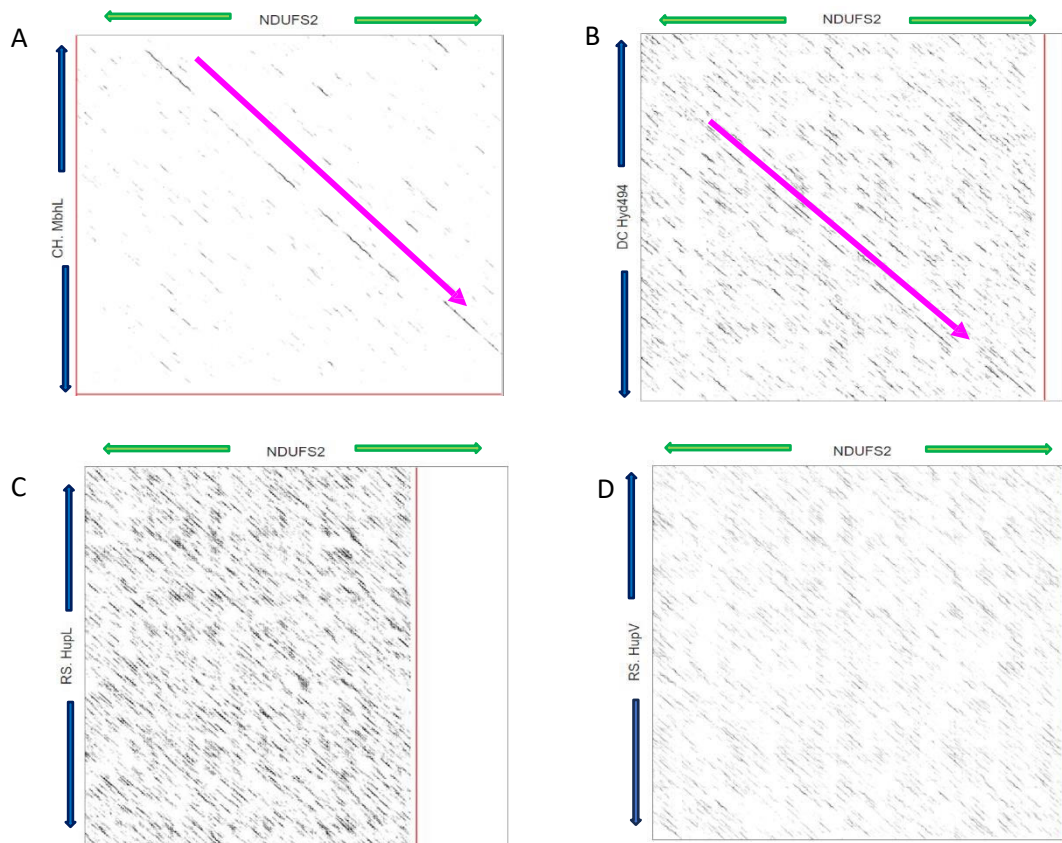 A
NDUFS2
CH. MbhL
B
NDUFS2
DC Hyd494
C
NDUFS2
RS. HupL
D
NDUFS2
RS. HupV